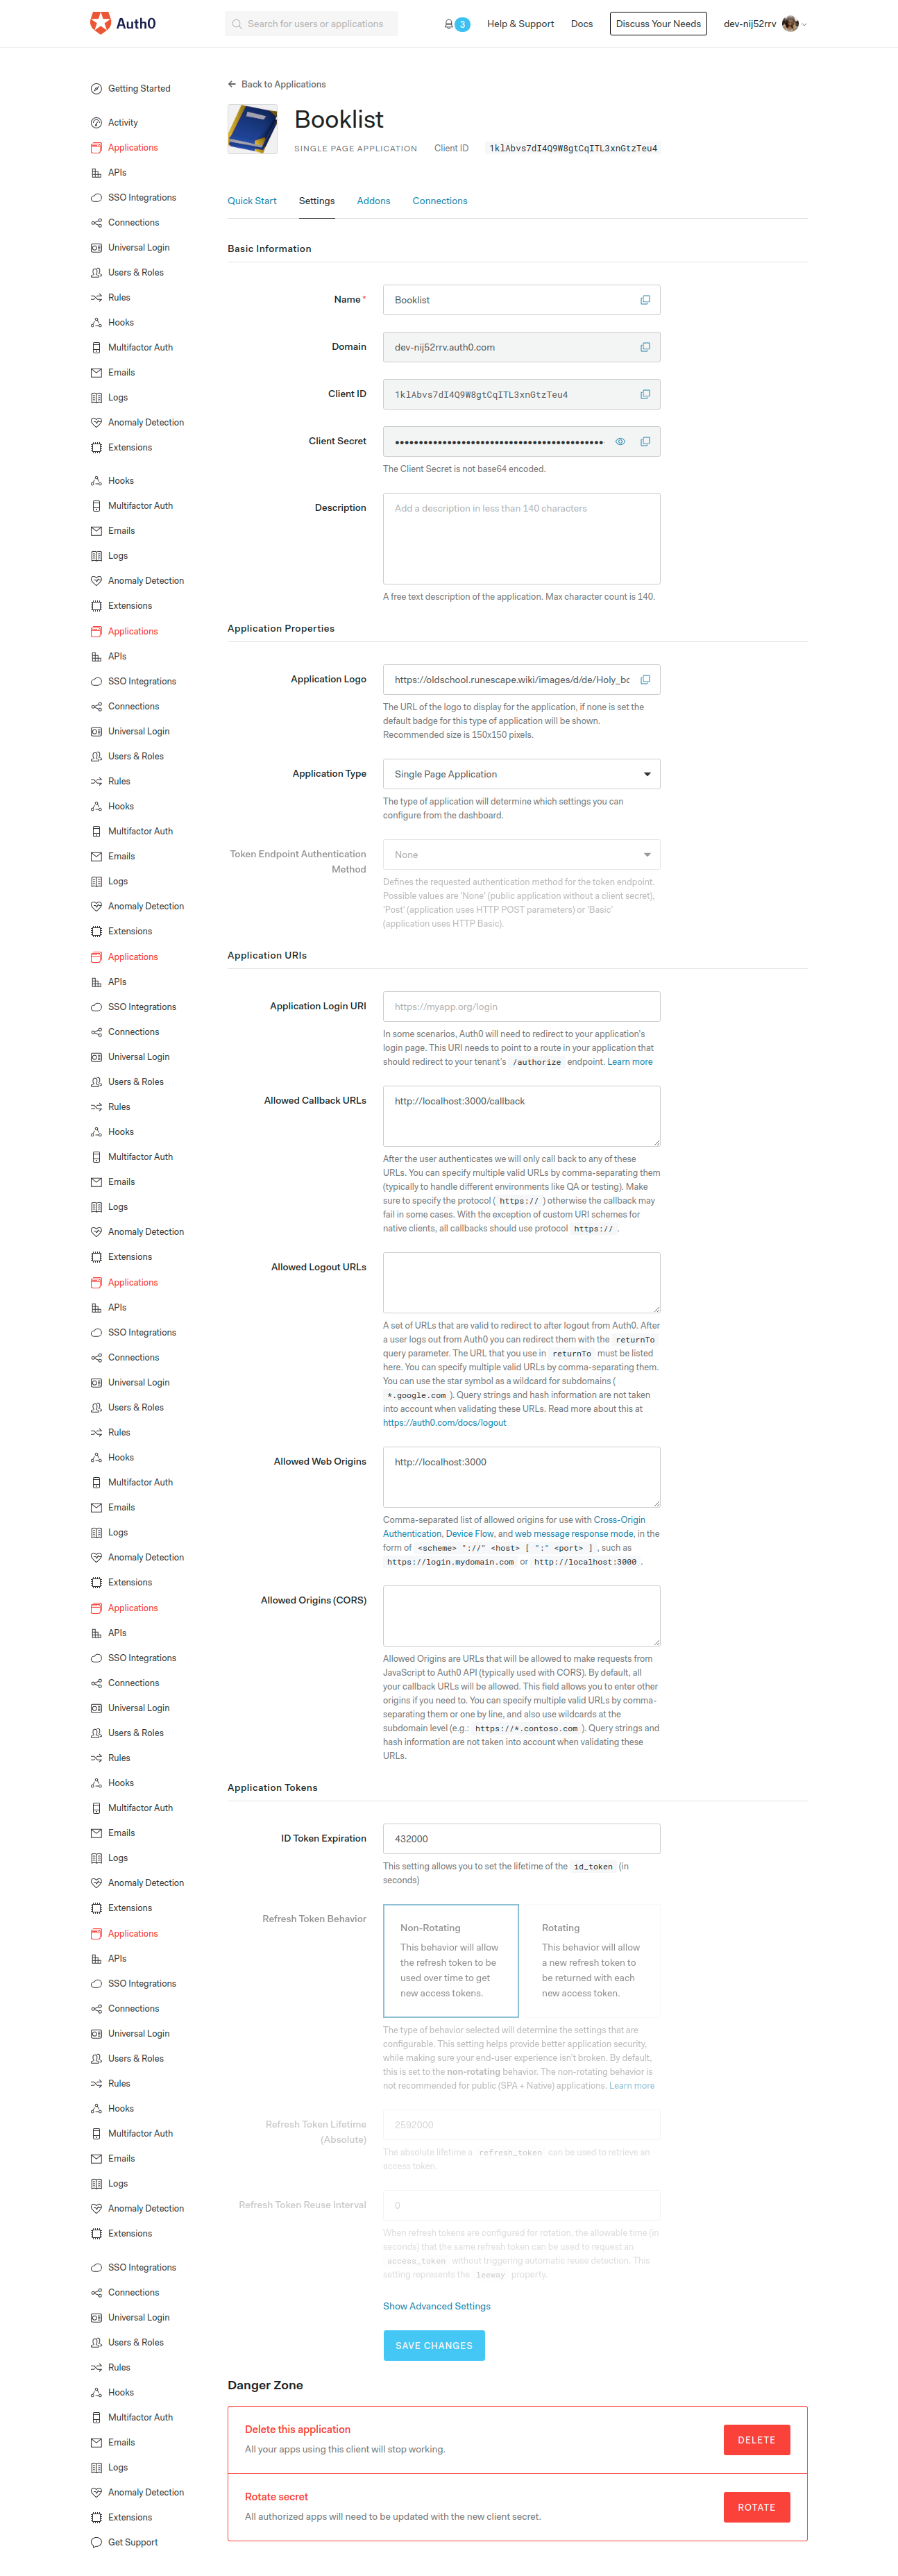 Auth0
Search for users or applications
3
Help & Support
Docs
Discuss Your Needs
dev-nij52rrv
Getting Started
Activity
Applications
APIs
SSO Integrations
Connections
Universal Login
Users & Roles
Rules
Hooks
Multifactor Auth
Emails
Logs
Anomaly Detection
Extensions
Hooks
Multifactor Auth
Emails
Logs
Anomaly Detection
Extensions
Applications
APIs
SSO Integrations
Connections
Universal Login
Users & Roles
Rules
Hooks
Multifactor Auth
Emails
Logs
Anomaly Detection
Extensions
Applications
APIs
SSO Integrations
Connections
Universal Login
Users & Roles
Rules
Hooks
Multifactor Auth
Emails
Logs
Anomaly Detection
Extensions
Applications
APIs
SSO Integrations
Connections
Universal Login
Users & Roles
Rules
Hooks
Multifactor Auth
Emails
Logs
Anomaly Detection
Extensions
Applications
APIs
SSO Integrations
Connections
Universal Login
Users & Roles
Rules
Hooks
Multifactor Auth
Emails
Logs
Anomaly Detection
Extensions
Applications
APIs
SSO Integrations
Connections
Universal Login
Users & Roles
Rules
Hooks
Multifactor Auth
Emails
Logs
Anomaly Detection
Extensions
SSO Integrations
Connections
Universal Login
Users & Roles
Rules
Hooks
Multifactor Auth
Emails
Logs
Anomaly Detection
Extensions
Get Support
← Back to Applications
Booklist
SINGLE PAGE APPLICATION
Client ID
1klAbvs7dI4Q9W8gtCqITL3xnGtzTeu4
Quick Start
Settings
Addons
Connections
Basic Information
Name *
Booklist
Domain
dev-nij52rrv.auth0.com
Client ID
1klAbvs7dI4Q9W8gtCqITL3xnGtzTeu4
Client Secret
The Client Secret is not base64 encoded.
Description
Add a description in less than 140 characters
A free text description of the application. Max character count is 140.
Application Properties
Application Logo
https://oldschool.runescape.wiki/images/d/de/Holy_bo
The URL of the logo to display for the application, if none is set the
default badge for this type of application will be shown.
Recommended size is 150x150 pixels.
Application Type
Single Page Application
The type of application will determine which settings you can
configure from the dashboard.
Token Endpoint Authentication
Method
None
Defines the requested authentication method for the token endpoint.
Possible values are 'None' (public application without a client secret),
'Post' (application uses HTTP POST parameters) or 'Basic'
(application uses HTTP Basic).
Application URIs
Application Login URI
https://myapp.org/login
In some scenarios, Auth0 will need to redirect to your application's
login page. This URI needs to point to a route in your application that
should redirect to your tenant's /authorize endpoint. Learn more
Allowed Callback URLs
http://localhost:3000/callback
After the user authenticates we will only call back to any of these
URLs. You can specify multiple valid URLs by comma-separating them
(typically to handle different environments like QA or testing). Make
sure to specify the protocol ( https:// ) otherwise the callback may
fail in some cases. With the exception of custom URI schemes for
native clients, all callbacks should use protocol https:// .
Allowed Logout URLs
A set of URLs that are valid to redirect to after logout from Auth0. After
a user logs out from Auth0 you can redirect them with the returnTo
query parameter. The URL that you use in returnTo must be listed
here. You can specify multiple valid URLs by comma-separating them.
You can use the star symbol as a wildcard for subdomains (
*.google.com ). Query strings and hash information are not taken
into account when validating these URLs. Read more about this at
https://auth0.com/docs/logout
Allowed Web Origins
http://localhost:3000
Comma-separated list of allowed origins for use with Cross-Origin
Authentication, Device Flow, and web message response mode, in the
form of <scheme> "://" <host> [ ":" <port> ] , such as
https://login.mydomain.com or http://localhost:3000 .
Allowed Origins (CORS)
Allowed Origins are URLs that will be allowed to make requests from
JavaScript to Auth0 API (typically used with CORS). By default, all
your callback URLs will be allowed. This field allows you to enter other
origins if you need to. You can specify multiple valid URLs by comma-
separating them or one by line, and also use wildcards at the
subdomain level (e.g.: https://*.contoso.com ). Query strings and
hash information are not taken into account when validating these
URLs.
Application Tokens
ID Token Expiration
432000
This setting allows you to set the lifetime of the id_token (in
seconds)
Refresh Token Behavior
Non-Rotating
This behavior will allow
the refresh token to be
used over time to get
new access tokens.
Rotating
This behavior will allow
a new refresh token to
be returned with each
new access token.
The type of behavior selected will determine the settings that are
configurable. This setting helps provide better application security,
while making sure your end-user experience isn't broken. By default,
this is set to the non-rotating behavior. The non-rotating behavior is
not recommended for public (SPA + Native) applications. Learn more
Refresh Token Lifetime
(Absolute)
2592000
The absolute lifetime a refresh_token can be used to retrieve an
access token.
Refresh Token Reuse Interval
0
When refresh tokens are configured for rotation, the allowable time (in
seconds) that the same refresh token can be used to request an
access_token without triggering automatic reuse detection. This
setting represents the leeway property.
Show Advanced Settings
SAVE CHANGES
Danger Zone
Delete this application
All your apps using this client will stop working.
DELETE
Rotate secret
All authorized apps will need to be updated with the new client secret.
ROTATE